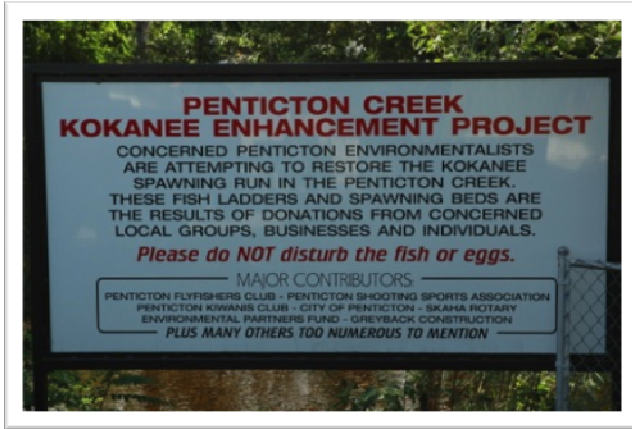 PENTICTON CREEK
KOKANEE ENHANCEMENT PROJECT
CONCERNED PENTICTON ENVIRONMENTALISTS
ARE ATTEMPTING TO RESTORE THE KOKANEE
SPAWNING RUN IN THE PENTICTON CREEK.
THESE FISH LADDERS AND SPAWNING BEDS ARE
THE RESULTS OF DONATIONS FROM CONCERNED
LOCAL GROUPS, BUSINESSES AND INDIVIDUALS.
Please do NOT disturb the fish or eggs.
MAJOR CONTRIBUTORS:
PENTICTON FLYFISHERS CLUB - PENTICTON SHOOTING SPORTS ASSOCIATION
PENTICTON KIWANIS CLUB - CITY OF PENTICTON - SKAHA ROTARY
ENVIRONMENTAL PARTNERS FUND - GREYBACK CONSTRUCTION
PLUS MANY OTHERS TOO NUMEROUS TO MENTION